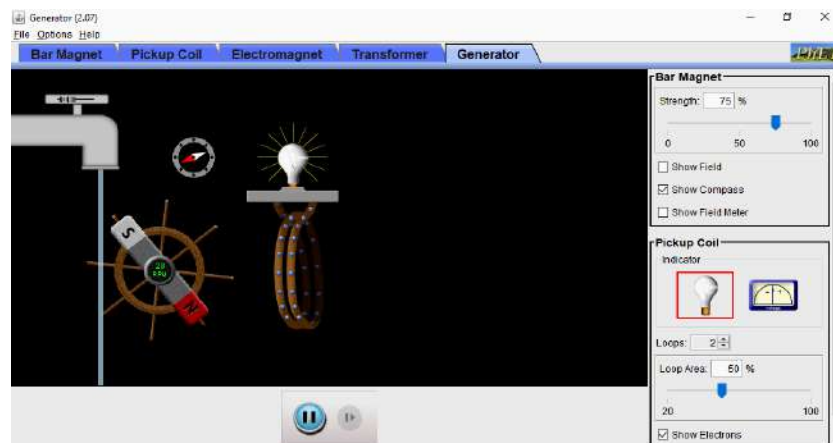 Generator (2.07)
File Options Help
Bar Magnet Pickup Coil Electromagnet Transformer Generator
PhET
Bar Magnet
Strength: 75 %
0 50 100
Show Field
Show Compass
Show Field Meter
S
N
Pickup Coil
Indicator
Loops: 2
Loop Area: 50 %
20 100
Show Electrons